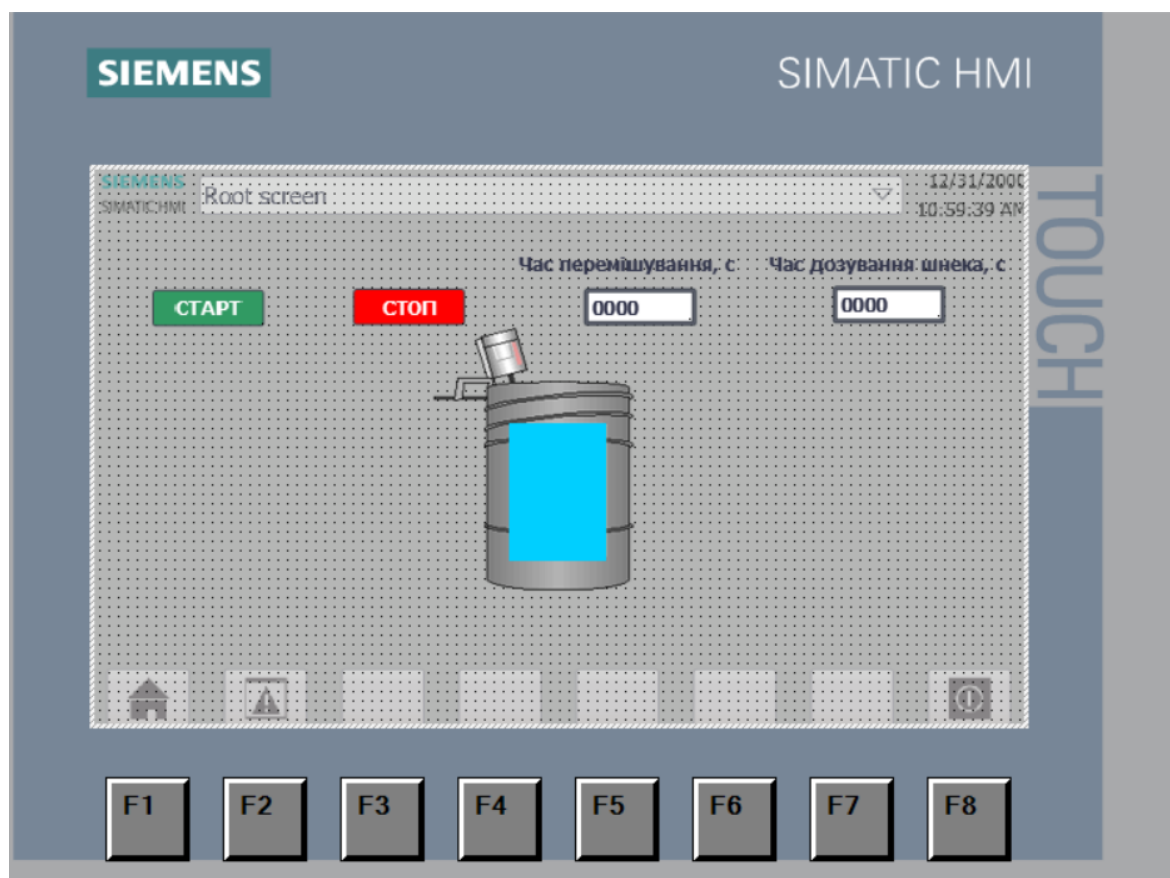 SIEMENS
SIMATIC HMI
TOUCH
SIEMENS
SIMATIC HMI
Root screen
12/31/2000
10:59:39 AM
Час перемішування, с
Час дозування шнека, с
СТАРТ
СТОП
0000
0000
F1
F2
F3
F4
F5
F6
F7
F8